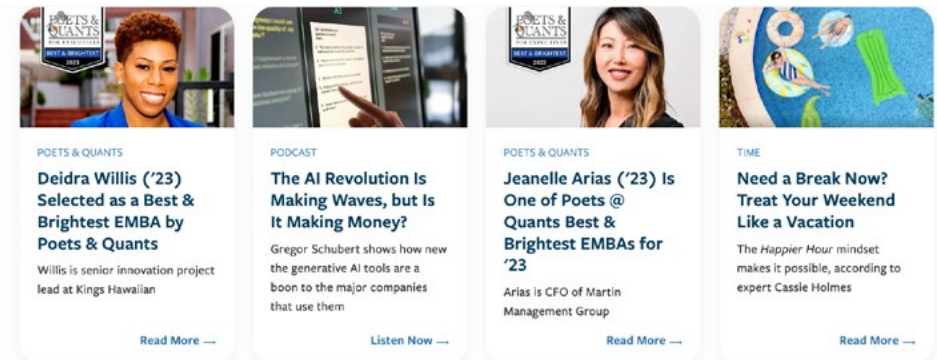 POETS &
QUANTS
FOR EXECUTIVES
BEST & BRIGHTEST
2023
POETS & QUANTS
Deidra Willis (’23)
Selected as a Best &
Brightest EMBA by
Poets & Quants
Willis is senior innovation project
lead at Kings Hawaiian
Read More →
AI
PODCAST
The AI Revolution Is
Making Waves, but Is
It Making Money?
Gregor Schubert shows how new
the generative AI tools are a
boon to the major companies
that use them
Listen Now →
POETS &
QUANTS
FOR EXECUTIVES
BEST & BRIGHTEST
2023
POETS & QUANTS
Jeanelle Arias (’23) Is
One of Poets @
Quants Best &
Brightest EMBAs for
’23
Arias is CFO of Martin
Management Group
Read More →
TIME
Need a Break Now?
Treat Your Weekend
Like a Vacation
The Happier Hour mindset
makes it possible, according to
expert Cassie Holmes
Read More →